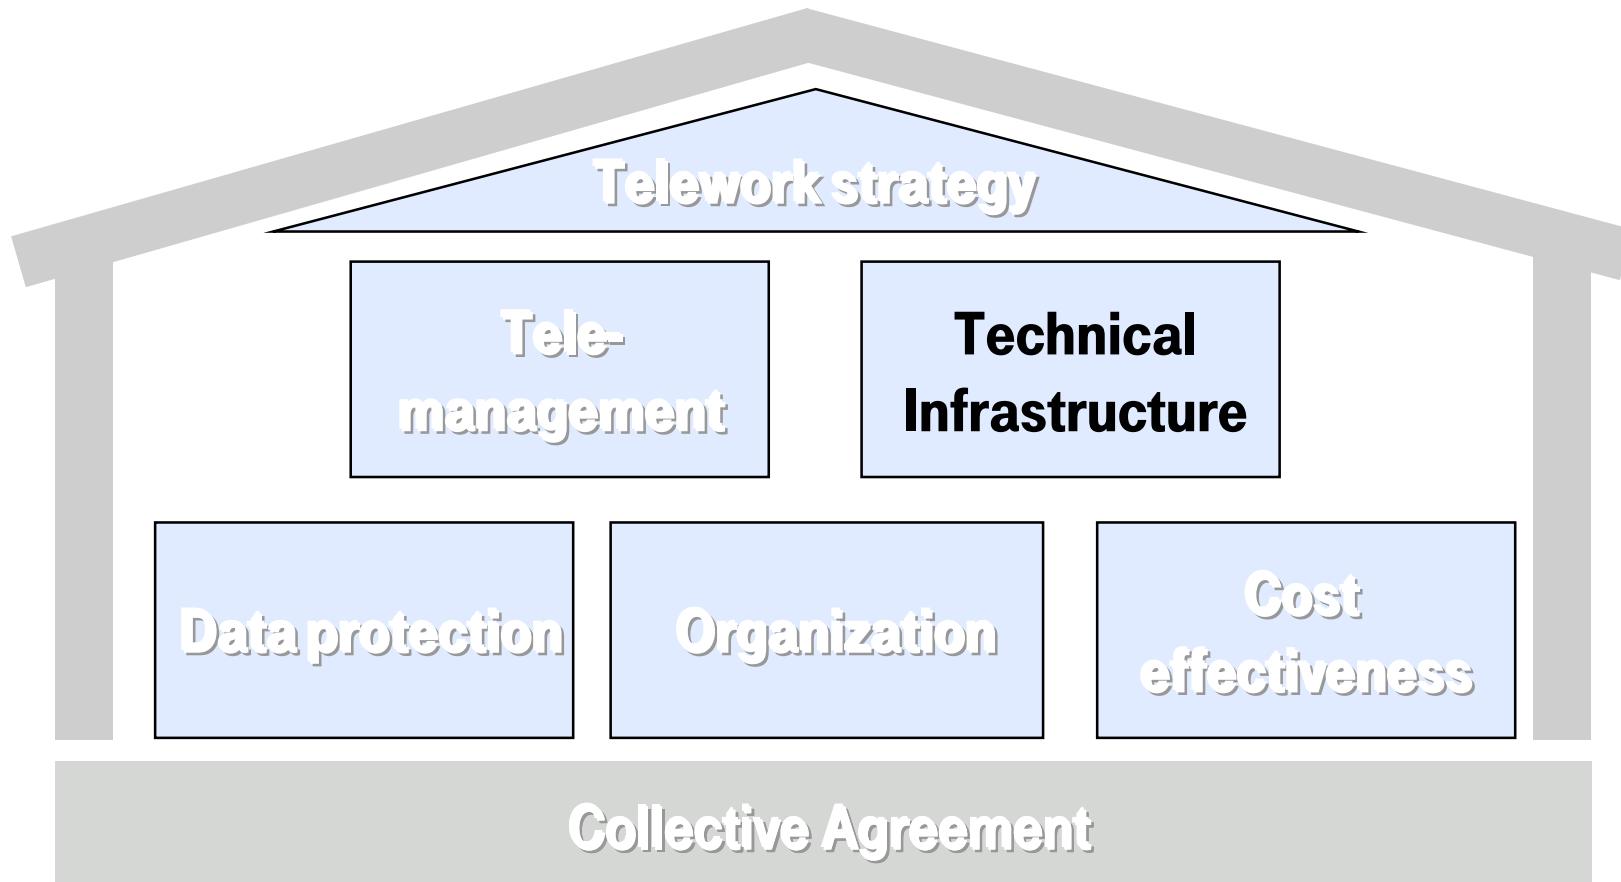 Telework strategy
Tele-
management
Technical
Infrastructure
Data protection
Organization
Cost
effectiveness
Collective Agreement